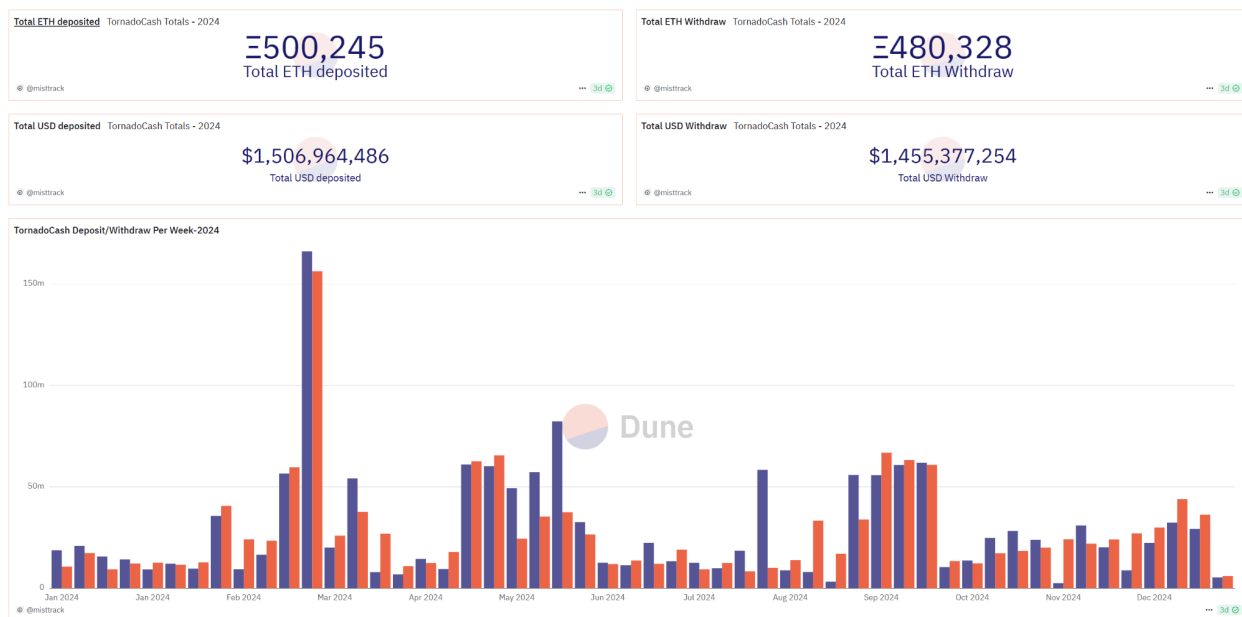 Total ETH deposited TornadoCash Totals - 2024
Ξ500,245
Total ETH deposited
@misttrack
3d
Total ETH Withdraw TornadoCash Totals - 2024
Ξ480,328
Total ETH Withdraw
@misttrack
3d
Total USD deposited TornadoCash Totals - 2024
$1,506,964,486
Total USD deposited
@misttrack
3d
Total USD Withdraw TornadoCash Totals - 2024
$1,455,377,254
Total USD Withdraw
@misttrack
3d
TornadoCash Deposit/Withdraw Per Week-2024
150m
100m
Dune
50m
0
Jan 2024 Jan 2024 Feb 2024 Mar 2024 Apr 2024 May 2024 Jun 2024 Jul 2024 Aug 2024 Sep 2024 Oct 2024 Nov 2024 Dec 2024
@misttrack
3d